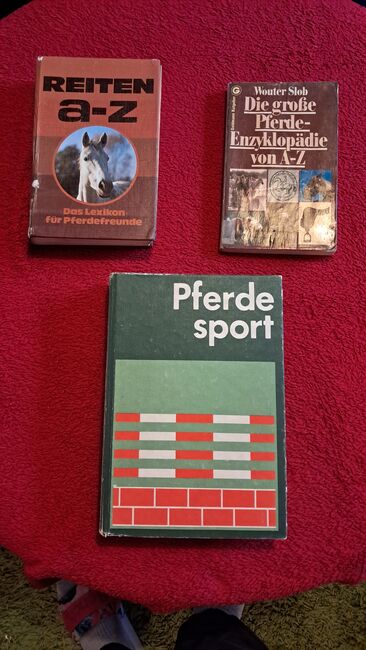 REITEN
a-z
Das Lexikon
für Pferdefreunde
Wouter Slob
Die große
Pferde-
Enzyklopädie
von A-Z
Pferde
sport